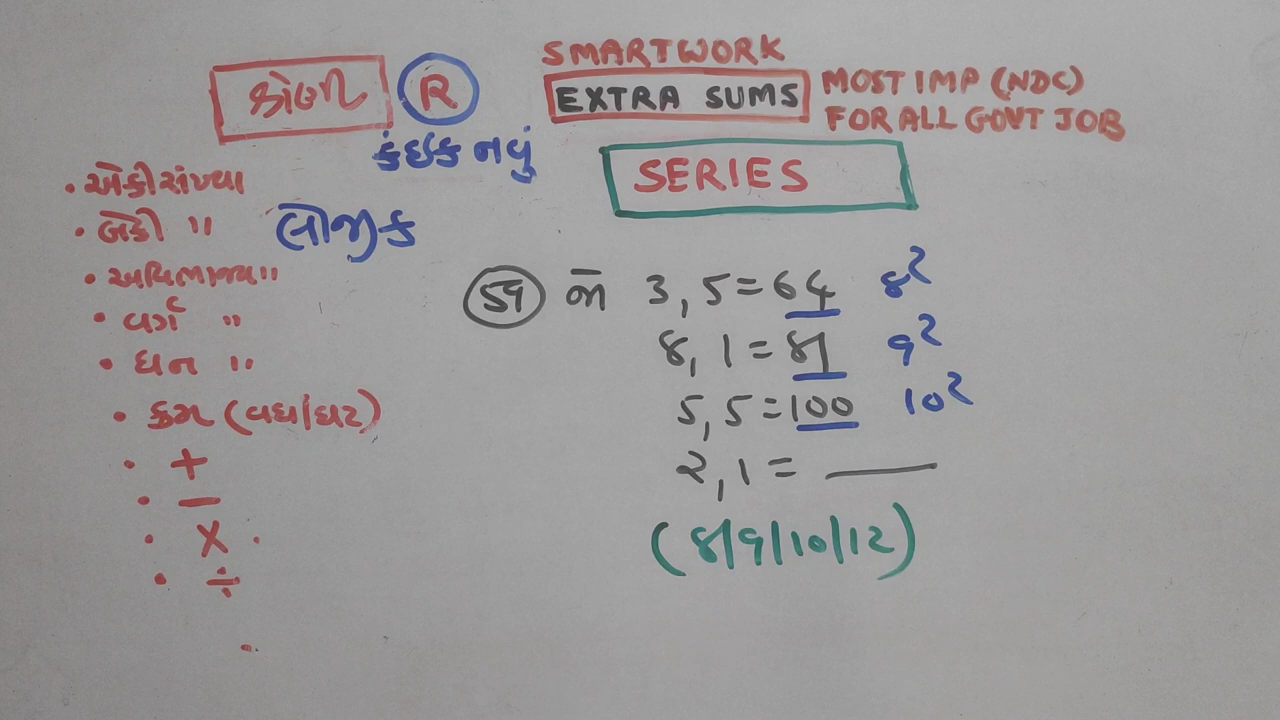 SMARTWORK
શ્રેણી R EXTRA SUMS MOST IMP (NDC)
FOR ALL GOVT JOB
કંઇક નવું
SERIES
• એકી સંખ્યા
• બેકી "
લોજીક
• અવિભાજ્ય "
• વર્ગ "
• ઘન "
• ક્રમ (વધ/ઘટ)
• +
• −
• ×
• ÷
59 જો 3, 5 = 64 8²
8, 1 = 81 9²
5, 5 = 100 10²
2, 1 = ____
(8/9/10/12)